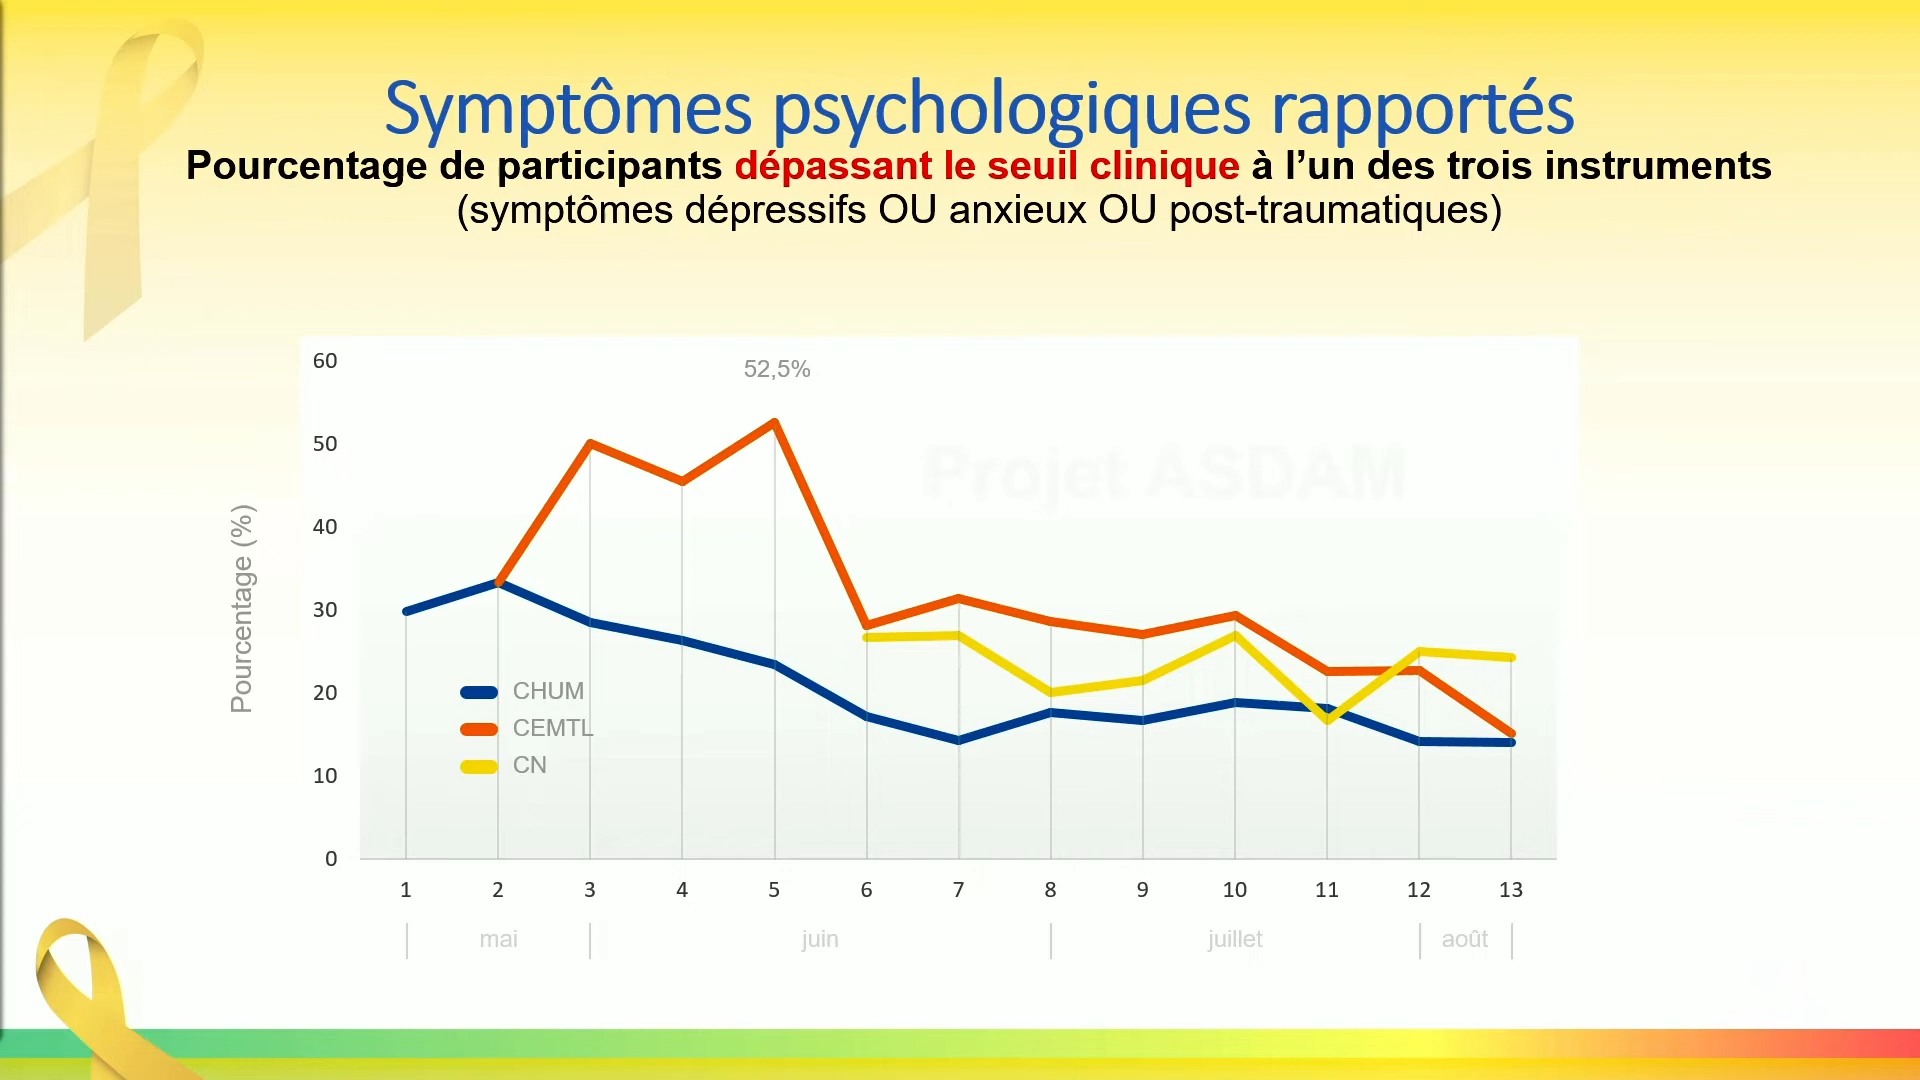 Symptômes psychologiques rapportés
Pourcentage de participants dépassant le seuil clinique à l’un des trois instruments
(symptômes dépressifs OU anxieux OU post-traumatiques)
60
52,5%
50
Projet ASDAM
40
Pourcentage (%)
30
20
10
0
CHUM
CEMTL
CN
1 2 3 4 5 6 7 8 9 10 11 12 13
mai juin juillet août